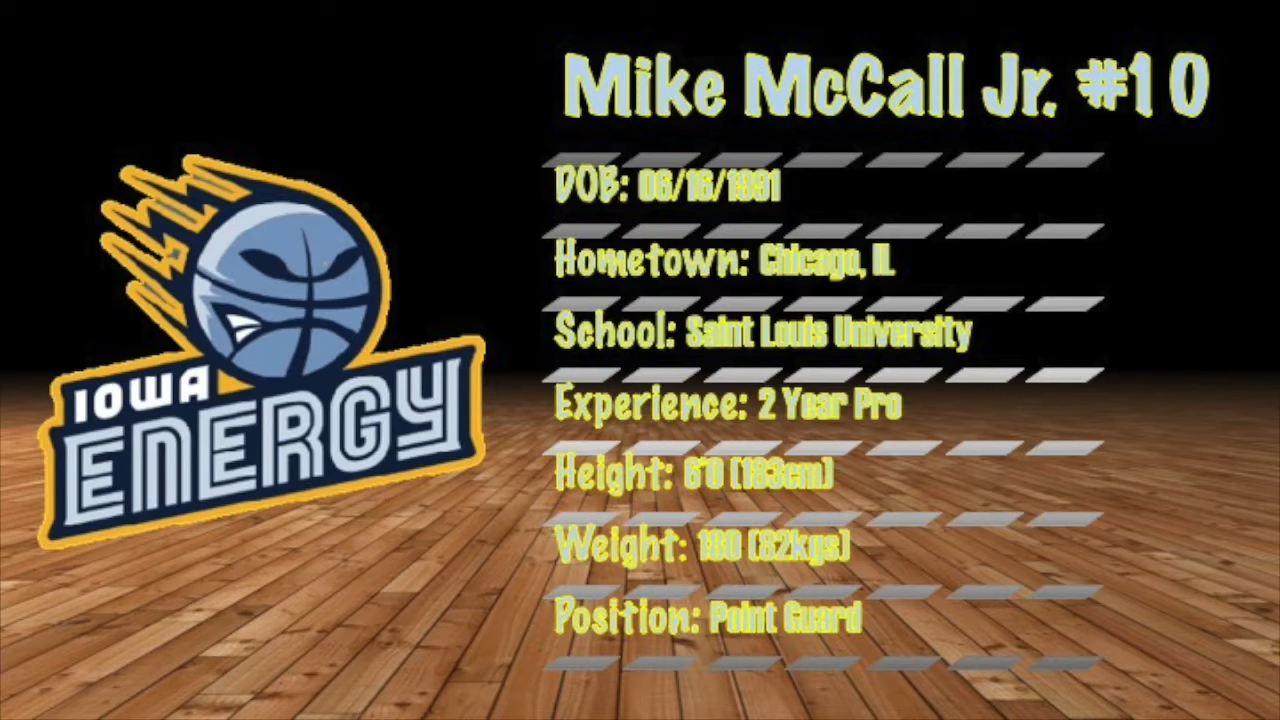 Mike McCall Jr. #10
DOB: 06/16/1991
Hometown: Chicago, IL
School: Saint Louis University
Experience: 2 Year Pro
Height: 6'0 (183cm)
Weight: 180 (82kgs)
Position: Point Guard
IOWA
ENERGY